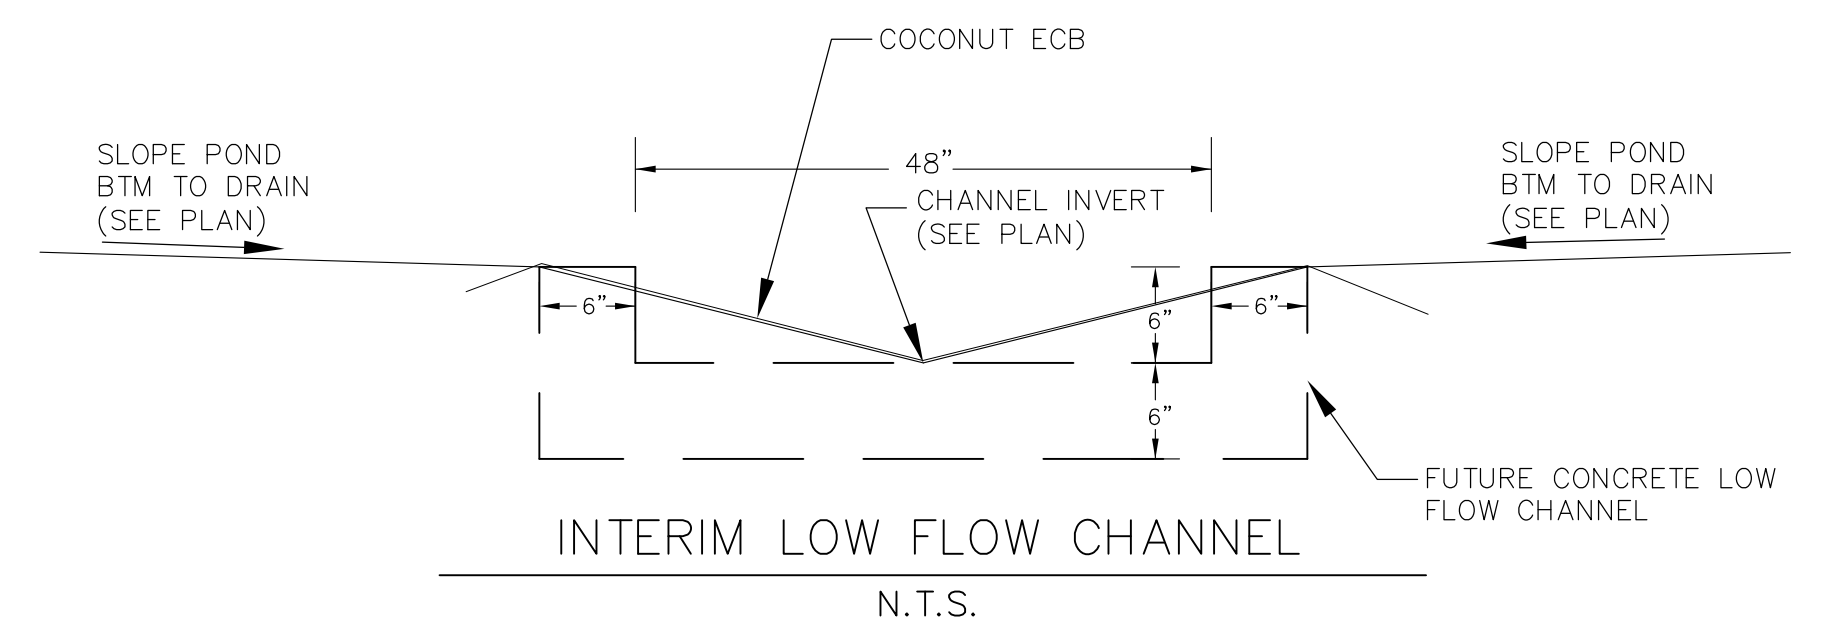 COCONUT ECB
SLOPE POND
BTM TO DRAIN
(SEE PLAN)
48”
CHANNEL INVERT
(SEE PLAN)
SLOPE POND
BTM TO DRAIN
(SEE PLAN)
6”
6”
6”
6”
FUTURE CONCRETE LOW
FLOW CHANNEL
INTERIM LOW FLOW CHANNEL
N.T.S.